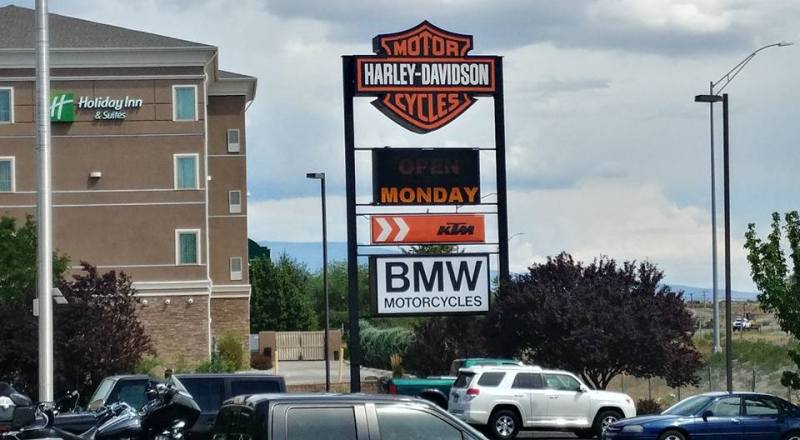 Holiday Inn
& Suites
MOTOR
HARLEY-DAVIDSON
CYCLES
OPEN
MONDAY
KTM
BMW
MOTORCYCLES